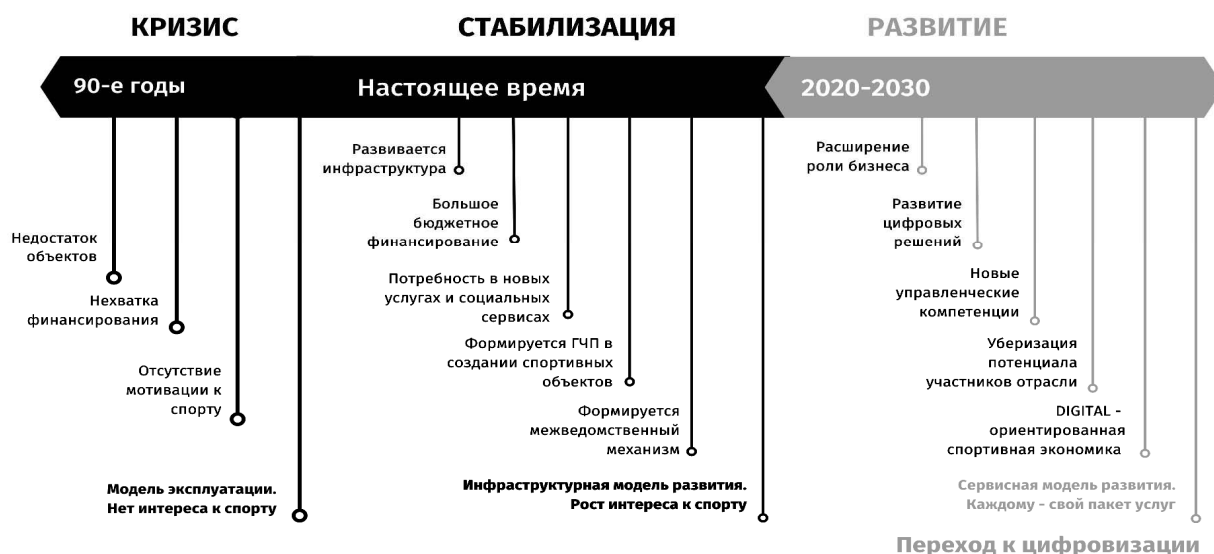 КРИЗИС
СТАБИЛИЗАЦИЯ
РАЗВИТИЕ
90-е годы
Настоящее время
2020-2030
Недостаток
объектов
Нехватка
финансирования
Отсутствие
мотивации к
спорту
Модель эксплуатации.
Нет интереса к спорту
Развивается
инфраструктура
Большое
бюджетное
финансирование
Потребность в новых
услугах и социальных
сервисах
Формируется ГЧП в
создании спортивных
объектов
Формируется
межведомственный
механизм
Инфраструктурная модель развития.
Рост интереса к спорту
Расширение
роли бизнеса
Развитие
цифровых
решений
Новые
управленческие
компетенции
Уберизация
потенциала
участников отрасли
DIGITAL -
ориентированная
спортивная экономика
Сервисная модель развития.
Каждому - свой пакет услуг
Переход к цифровизации